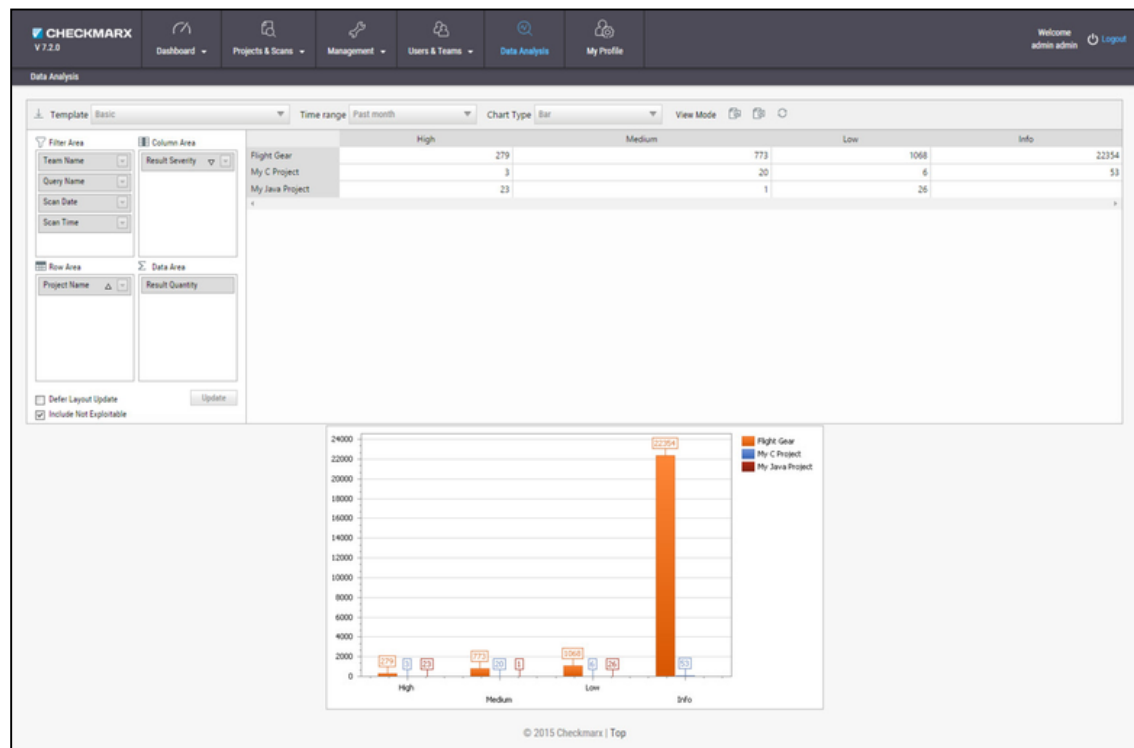 CHECKMARX
V 7.2.0
Dashboard
Projects & Scans
Management
Users & Teams
Data Analysis
My Profile
Welcome
admin admin
Logout
Data Analysis
Template Basic Time range Past month Chart Type Bar View Mode
Filter Area Column Area
Team Name Result Severity
Query Name
Scan Date
Scan Time
Row Area Data Area
Project Name Result Quantity
Defer Layout Update Update
Include Not Exploitable
High Medium Low Info
Flight Gear 279 773 1068 22354
My C Project 3 20 6 53
My Java Project 23 1 26
24000
22000
20000
18000
16000
14000
12000
10000
8000
6000
4000
2000
0
279 3 23 773 20 1 1068 6 26 22354 53
High Medium Low Info
Flight Gear
My C Project
My Java Project
© 2015 Checkmarx | Top